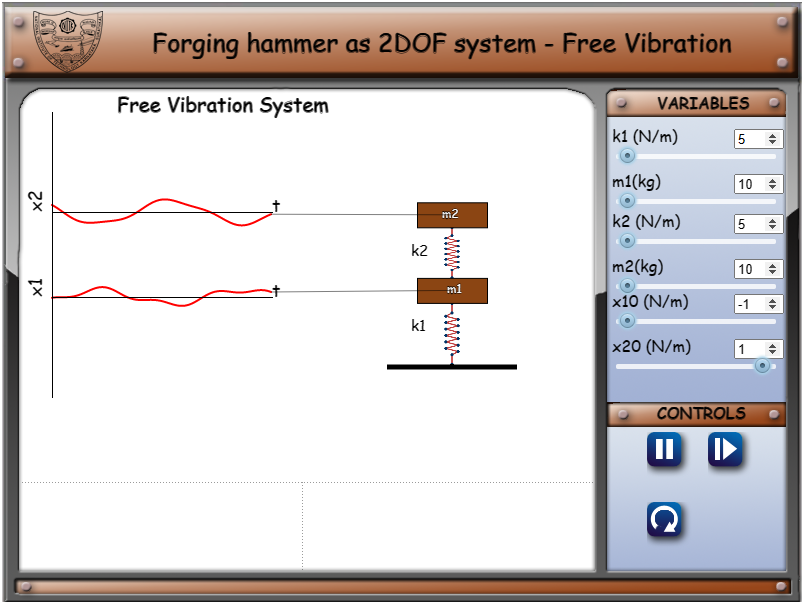 Forging hammer as 2DOF system - Free Vibration
Free Vibration System
x2
†
m2
k2
x1
†
m1
k1
VARIABLES
k1 (N/m) 5
m1(kg) 10
k2 (N/m) 5
m2(kg) 10
x10 (N/m) -1
x20 (N/m) 1
CONTROLS